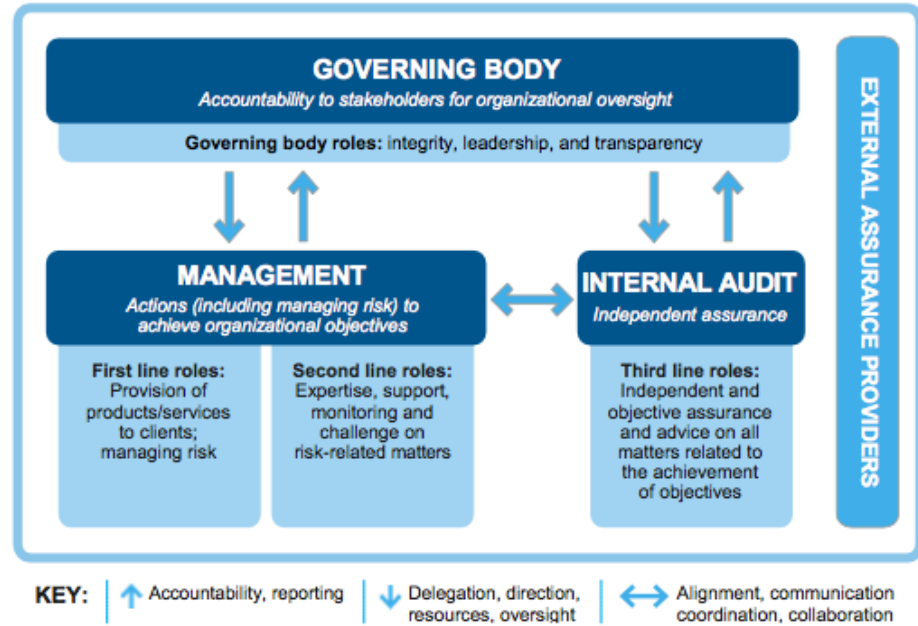 GOVERNING BODY
Accountability to stakeholders for organizational oversight
Governing body roles: integrity, leadership, and transparency
MANAGEMENT
Actions (including managing risk) to
achieve organizational objectives
First line roles:
Provision of
products/services
to clients;
managing risk
Second line roles:
Expertise, support,
monitoring and
challenge on
risk-related matters
INTERNAL AUDIT
Independent assurance
Third line roles:
Independent and
objective assurance
and advice on all
matters related to
the achievement
of objectives
EXTERNAL ASSURANCE PROVIDERS
KEY:
Accountability, reporting
Delegation, direction,
resources, oversight
Alignment, communication
coordination, collaboration